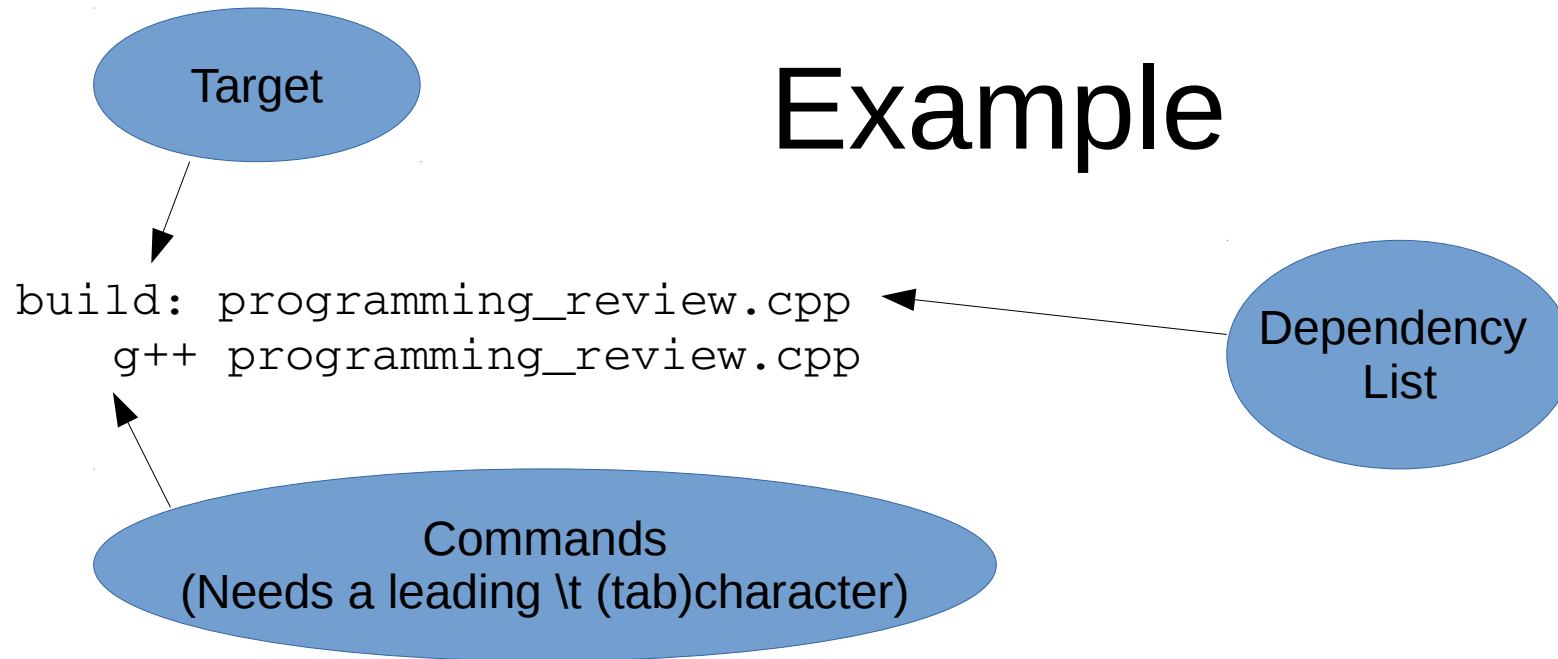 Target
Example
build: programming_review.cpp
g++ programming_review.cpp
Dependency
List
Commands
(Needs a leading \t (tab)character)